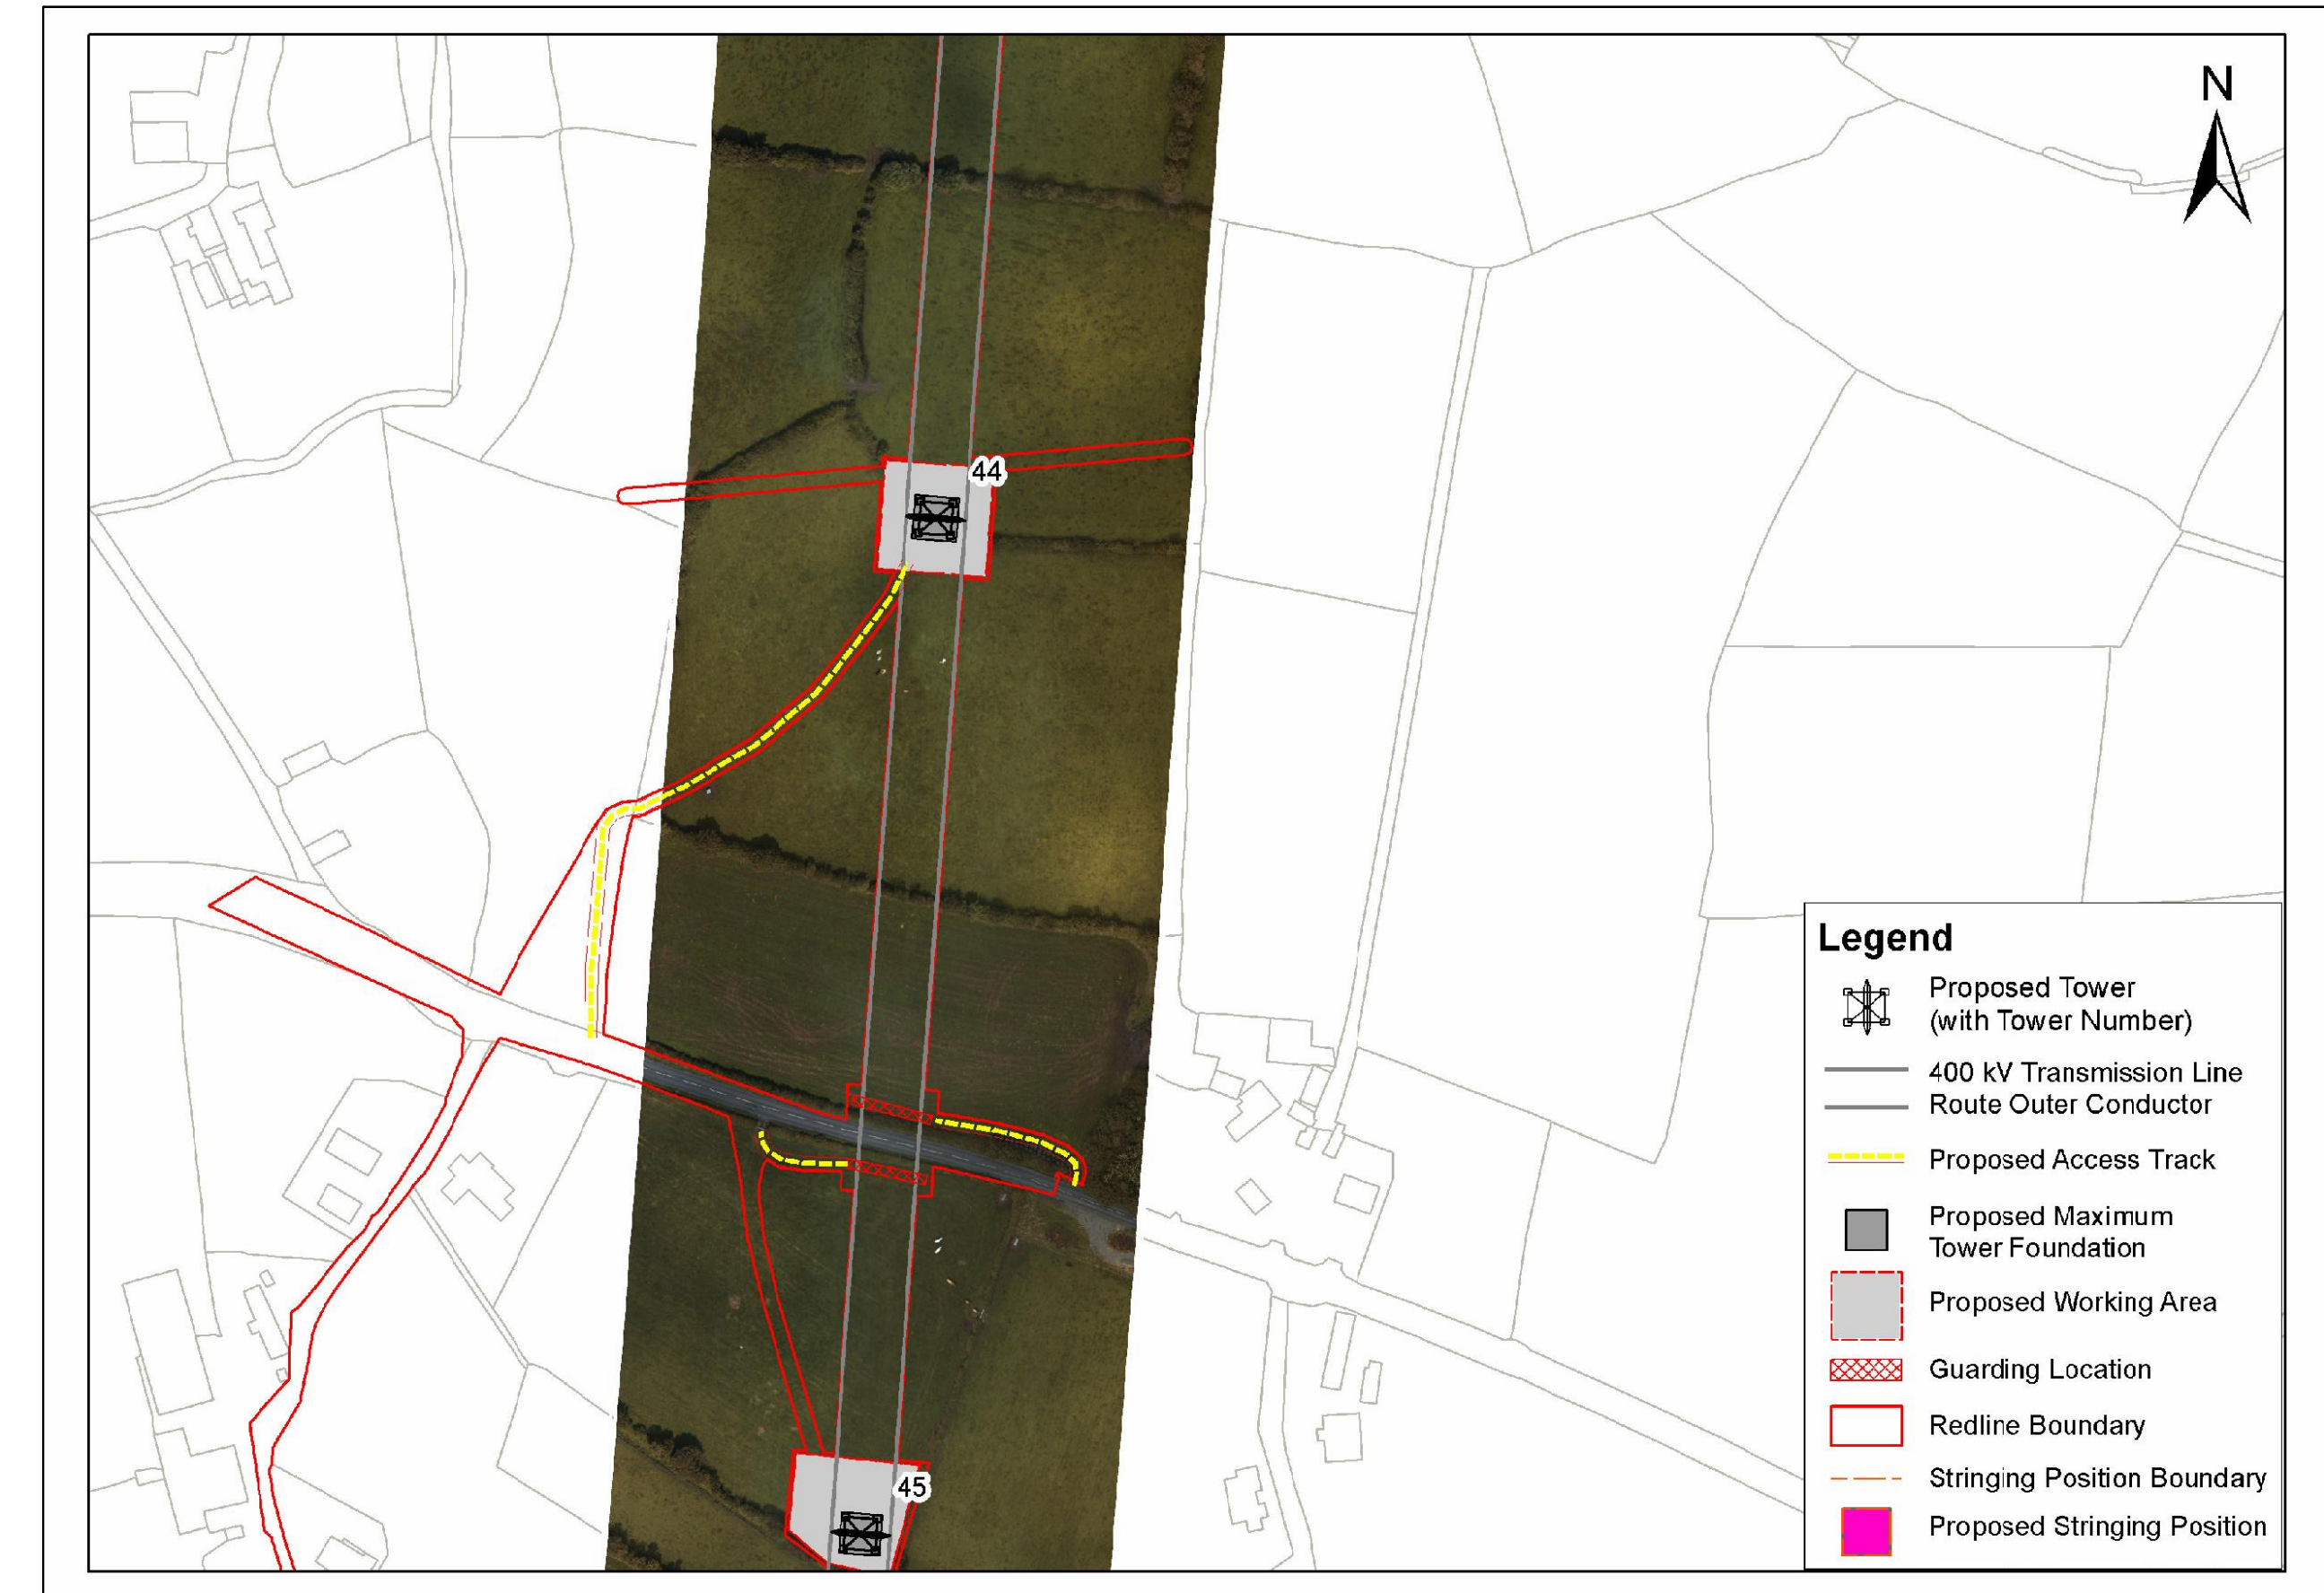 N
44
45
Legend
Proposed Tower
(with Tower Number)
400 kV Transmission Line
Route Outer Conductor
Proposed Access Track
Proposed Maximum
Tower Foundation
Proposed Working Area
Guarding Location
Redline Boundary
Stringing Position Boundary
Proposed Stringing Position